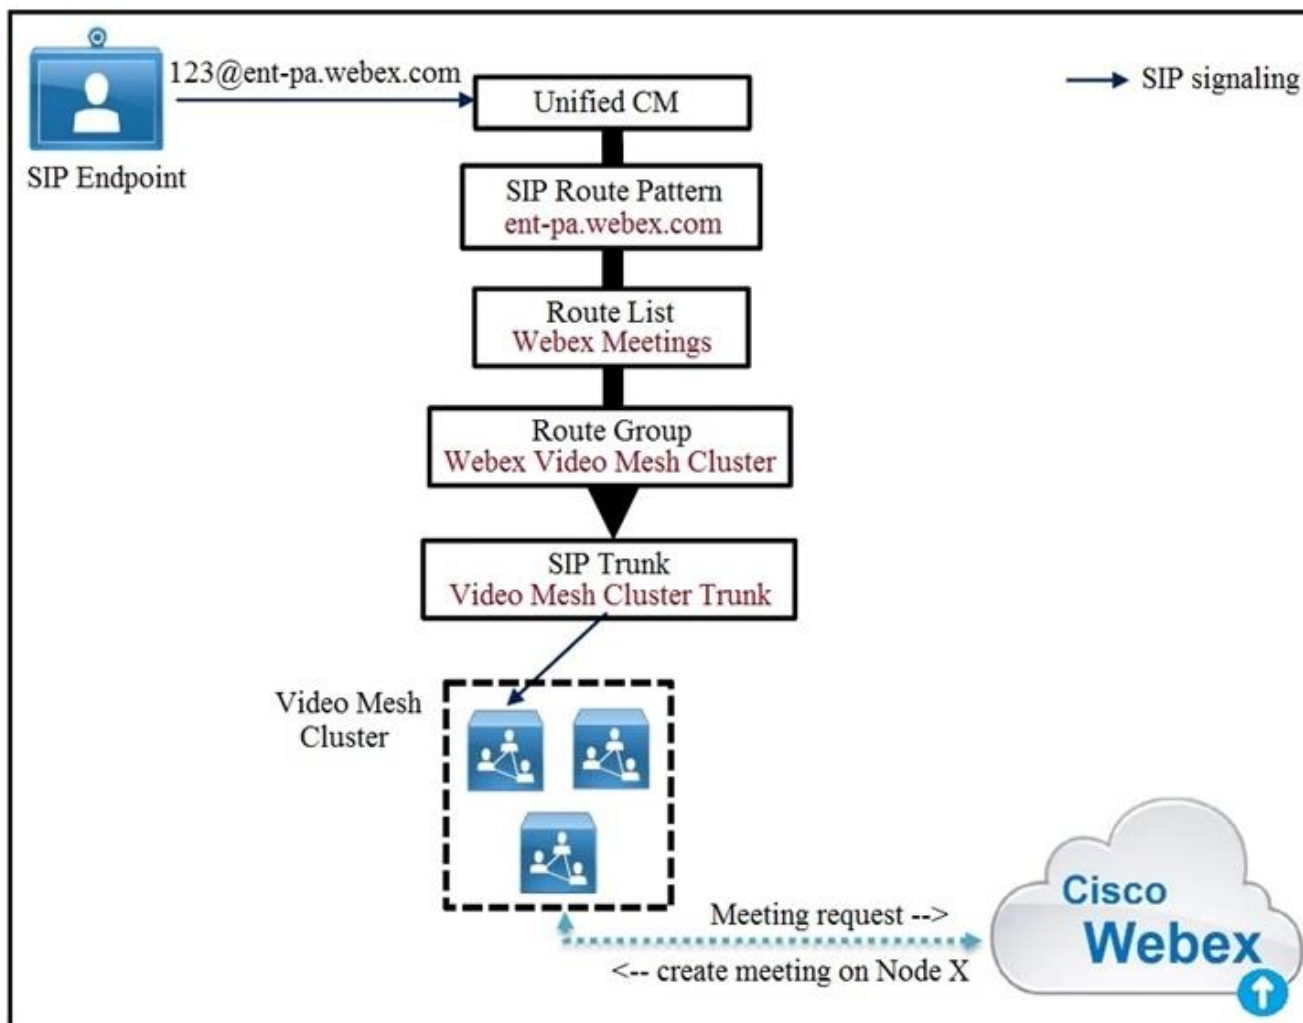 123@ent-pa.webex.com
SIP signaling
SIP Endpoint
Unified CM
SIP Route Pattern
ent-pa.webex.com
Route List
Webex Meetings
Route Group
Webex Video Mesh Cluster
SIP Trunk
Video Mesh Cluster Trunk
Video Mesh
Cluster
Meeting request -->
<-- create meeting on Node X
Cisco
Webex